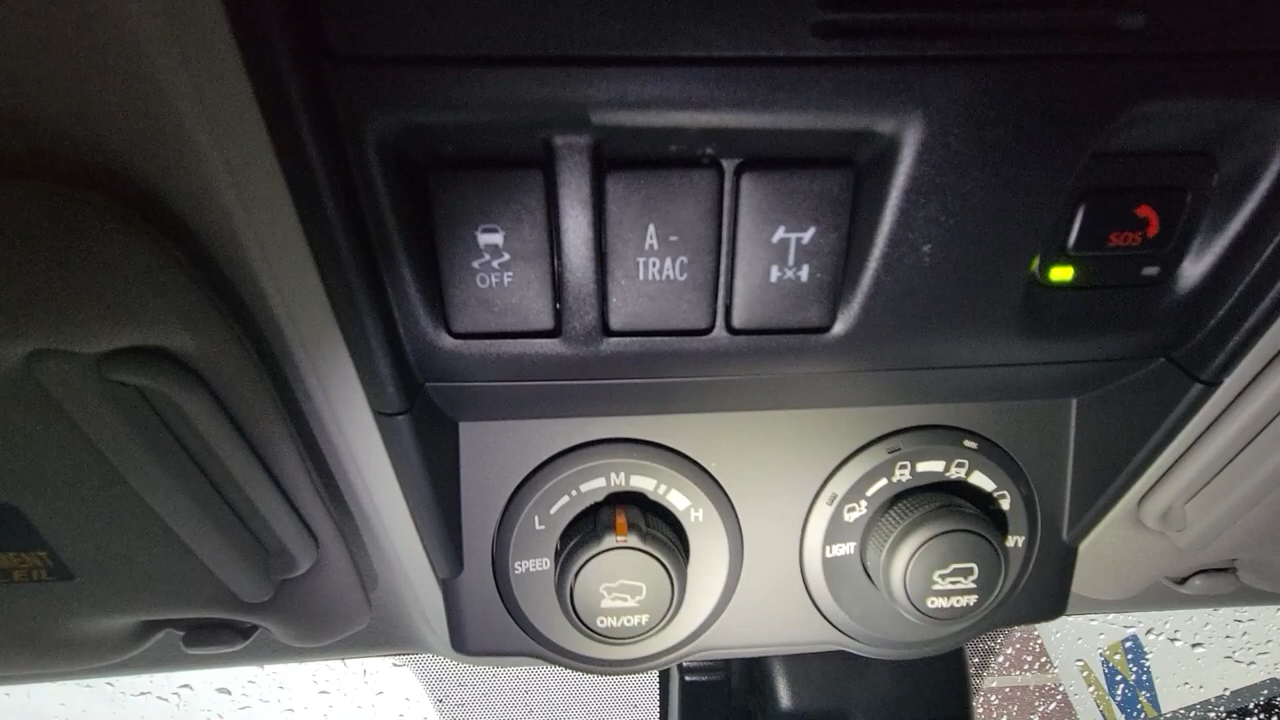 OFF
A -
TRAC
SOS
L
M
H
SPEED
ON/OFF
LIGHT
ON/OFF